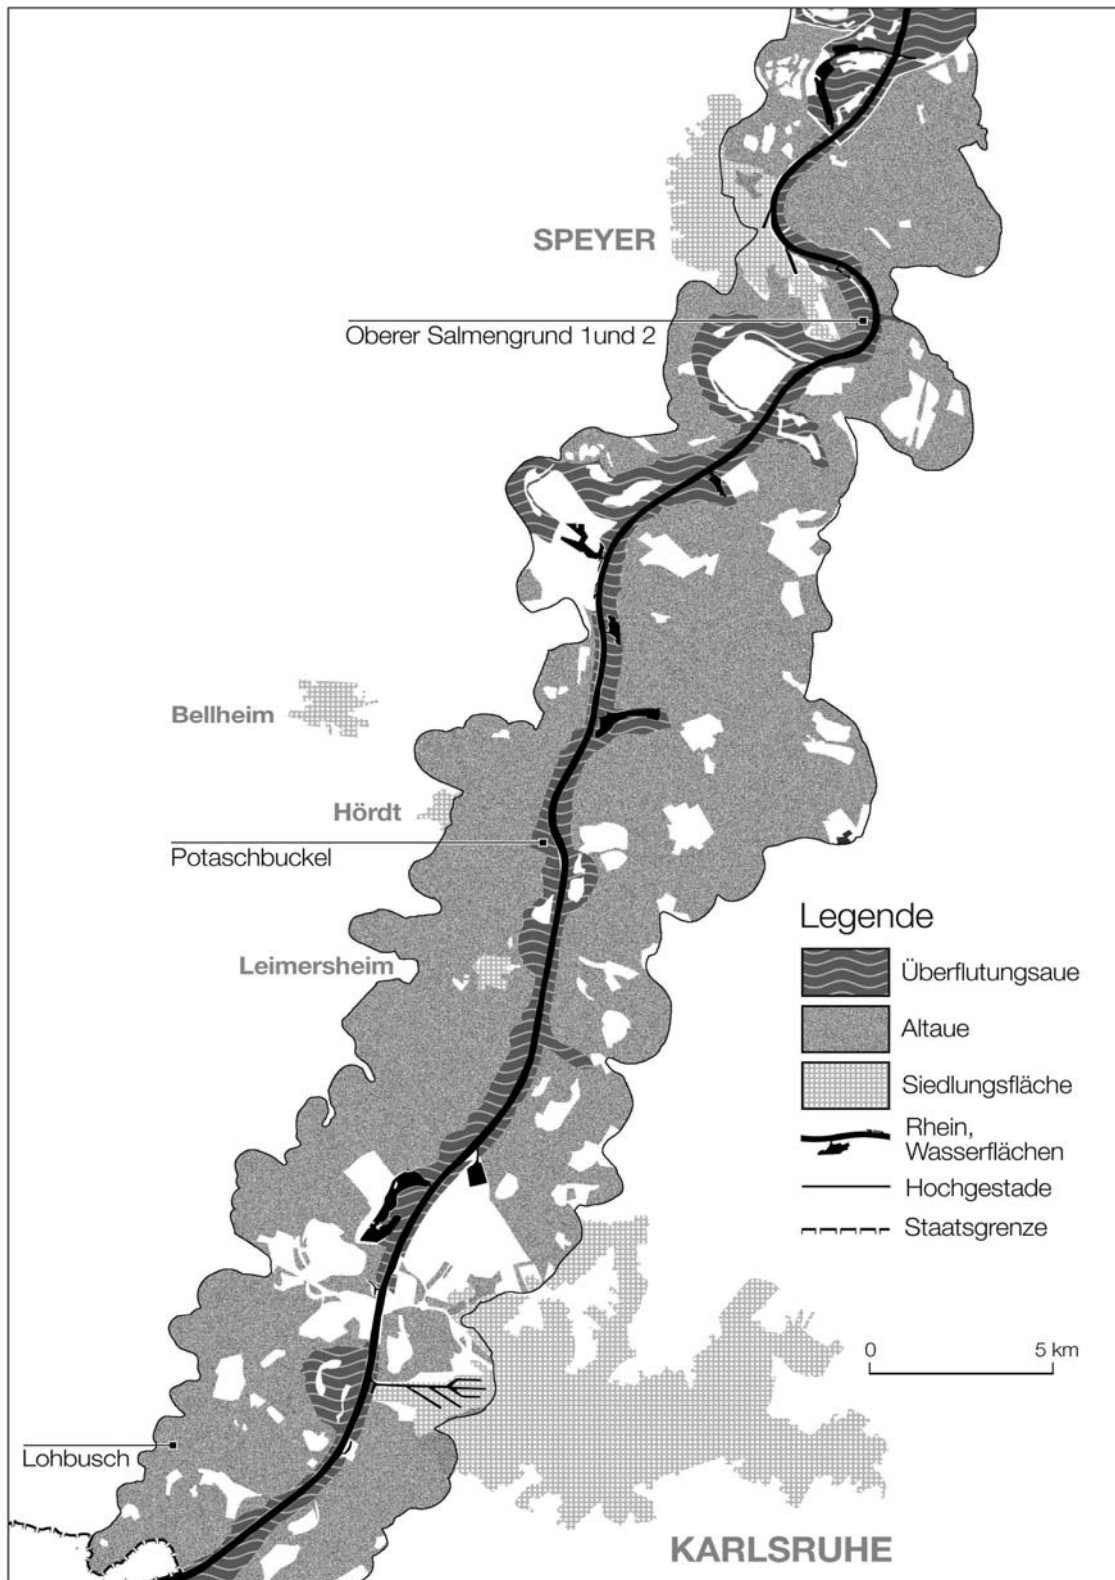 SPEYER
Oberer Salmengrund 1und 2
Bellheim
Hördt
Potaschbuckel
Leimersheim
Legende
Überflutungsaue
Altaue
Siedlungsfläche
Rhein,
Wasserflächen
Hochgestade
Staatsgrenze
0 5 km
Lohbusch
KARLSRUHE